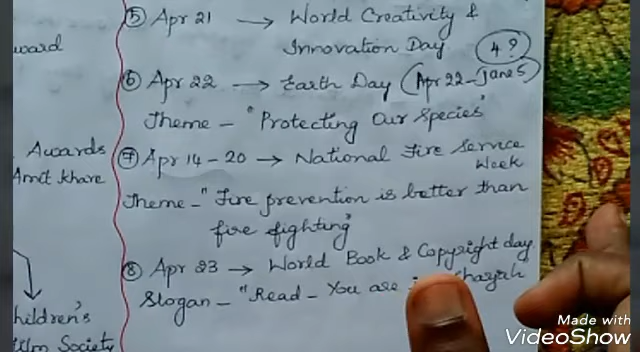 ward
Awards
Amit Khare
hildren's
ilm Society
⑤ Apr 21 → World Creativity &
Innovation Day
4?
⑥ Apr 22 → Earth Day (Apr 22 - June 5)
Theme - "Protecting Our Species"
⑦ Apr 14 - 20 → National Fire Service
Week
Theme - "Fire prevention is better than
fire fighting"
⑧ Apr 23 → World Book & Copyright day.
Slogan - "Read - You are
Made with
VideoShow